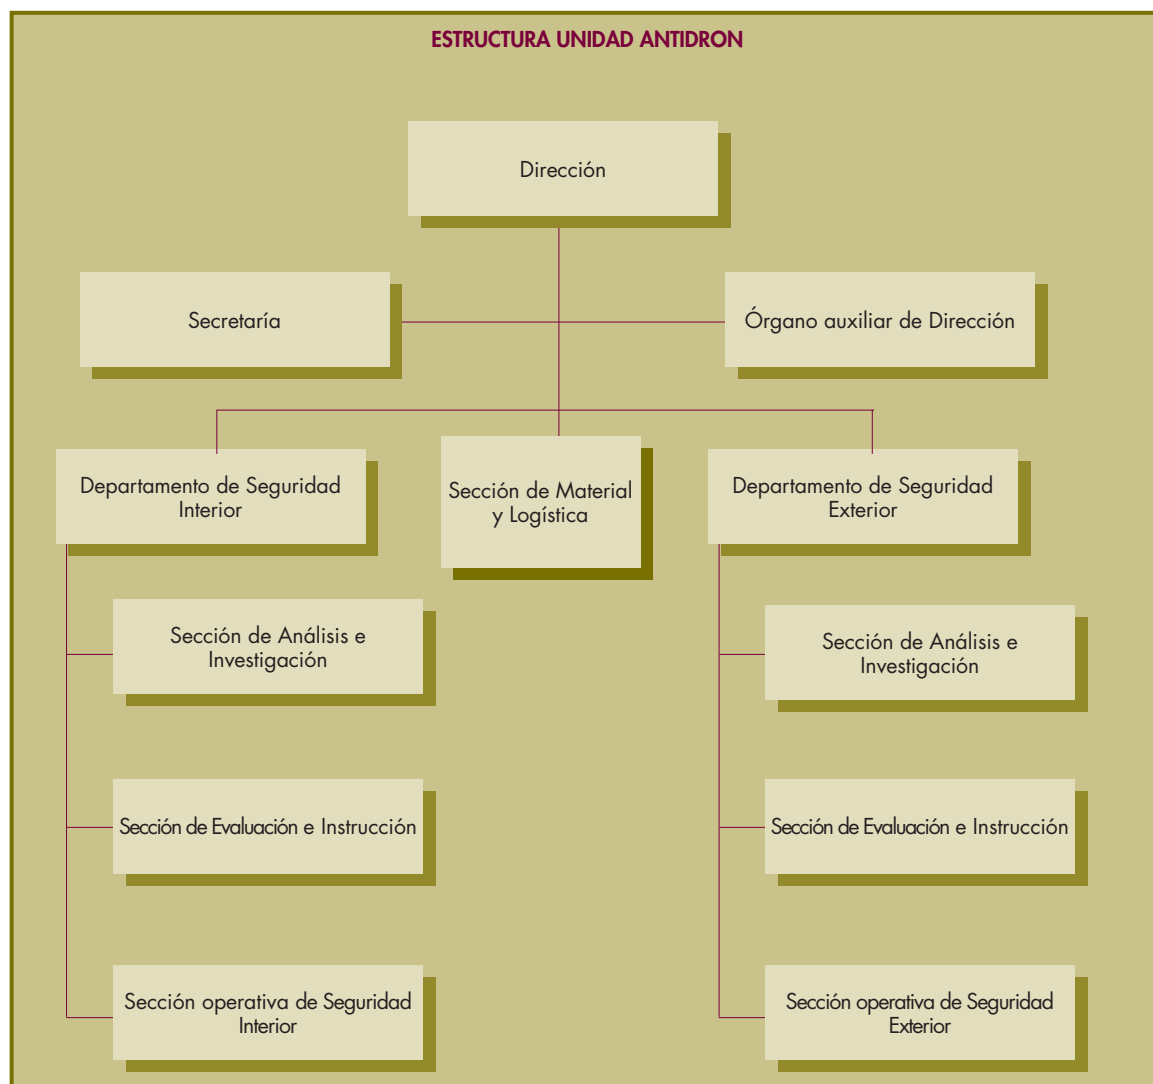 ESTRUCTURA UNIDAD ANTIDRON
Dirección
Secretaría
Órgano auxiliar de Dirección
Departamento de Seguridad
Interior
Sección de Material
y Logística
Departamento de Seguridad
Exterior
Sección de Análisis e
Investigación
Sección de Análisis e
Investigación
Sección de Evaluación e Instrucción
Sección de Evaluación e Instrucción
Sección operativa de Seguridad
Interior
Sección operativa de Seguridad
Exterior